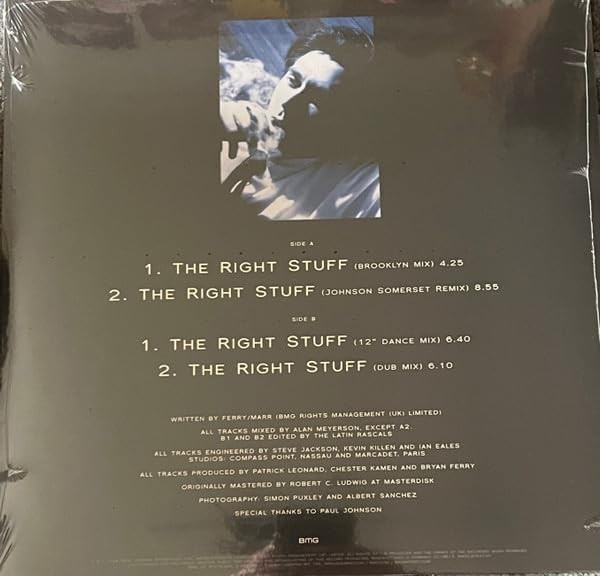 SIDE A
1. THE RIGHT STUFF (BROOKLYN MIX) 4.25
2. THE RIGHT STUFF (JOHNSON SOMERSET REMIX) 8.55
SIDE B
1. THE RIGHT STUFF (12" DANCE MIX) 6.40
2. THE RIGHT STUFF (DUB MIX) 6.10
WRITTEN BY FERRY/MARR (BMG RIGHTS MANAGEMENT (UK) LIMITED)
ALL TRACKS MIXED BY ALAN MEYERSON, EXCEPT A2.
B1 AND B2 EDITED BY THE LATIN RASCALS
ALL TRACKS ENGINEERED BY STEVE JACKSON, KEVIN KILLEN AND IAN EALES
STUDIOS: COMPASS POINT, NASSAU AND MARCADET, PARIS
ALL TRACKS PRODUCED BY PATRICK LEONARD, CHESTER KAMEN AND BRYAN FERRY
ORIGINALLY MASTERED BY ROBERT C. LUDWIG AT MASTERDISK
PHOTOGRAPHY: SIMON PUXLEY AND ALBERT SANCHEZ
SPECIAL THANKS TO PAUL JOHNSON
BMG